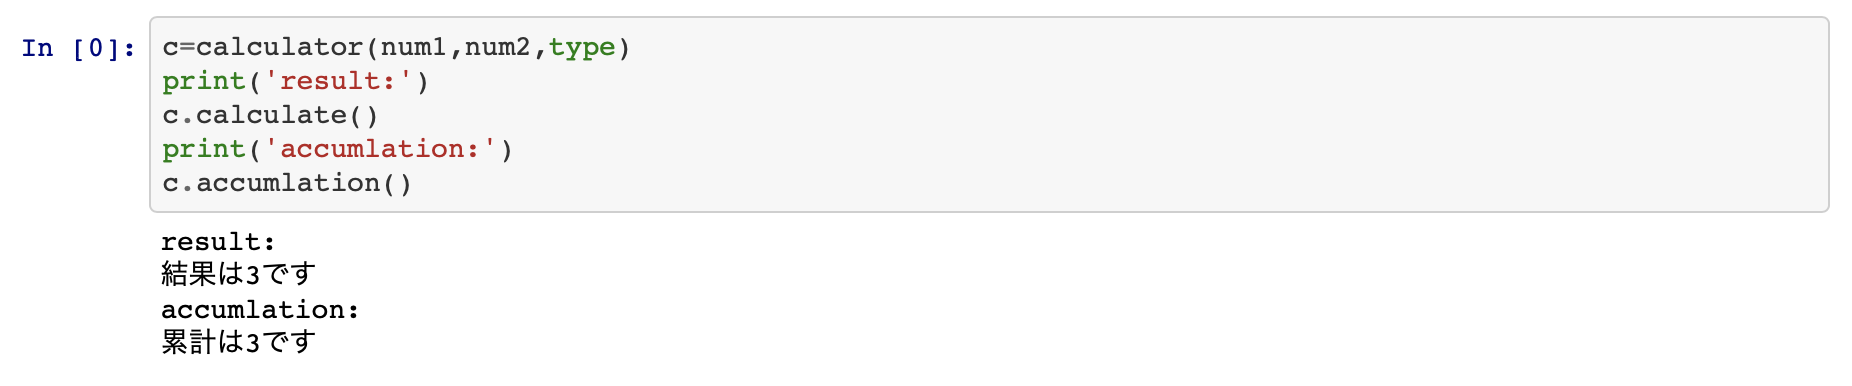 In [0]: c=calculator(num1,num2,type)
print('result:')
c.calculate()
print('accumlation:')
c.accumlation()
result:
結果は3です
accumlation:
累計は3です